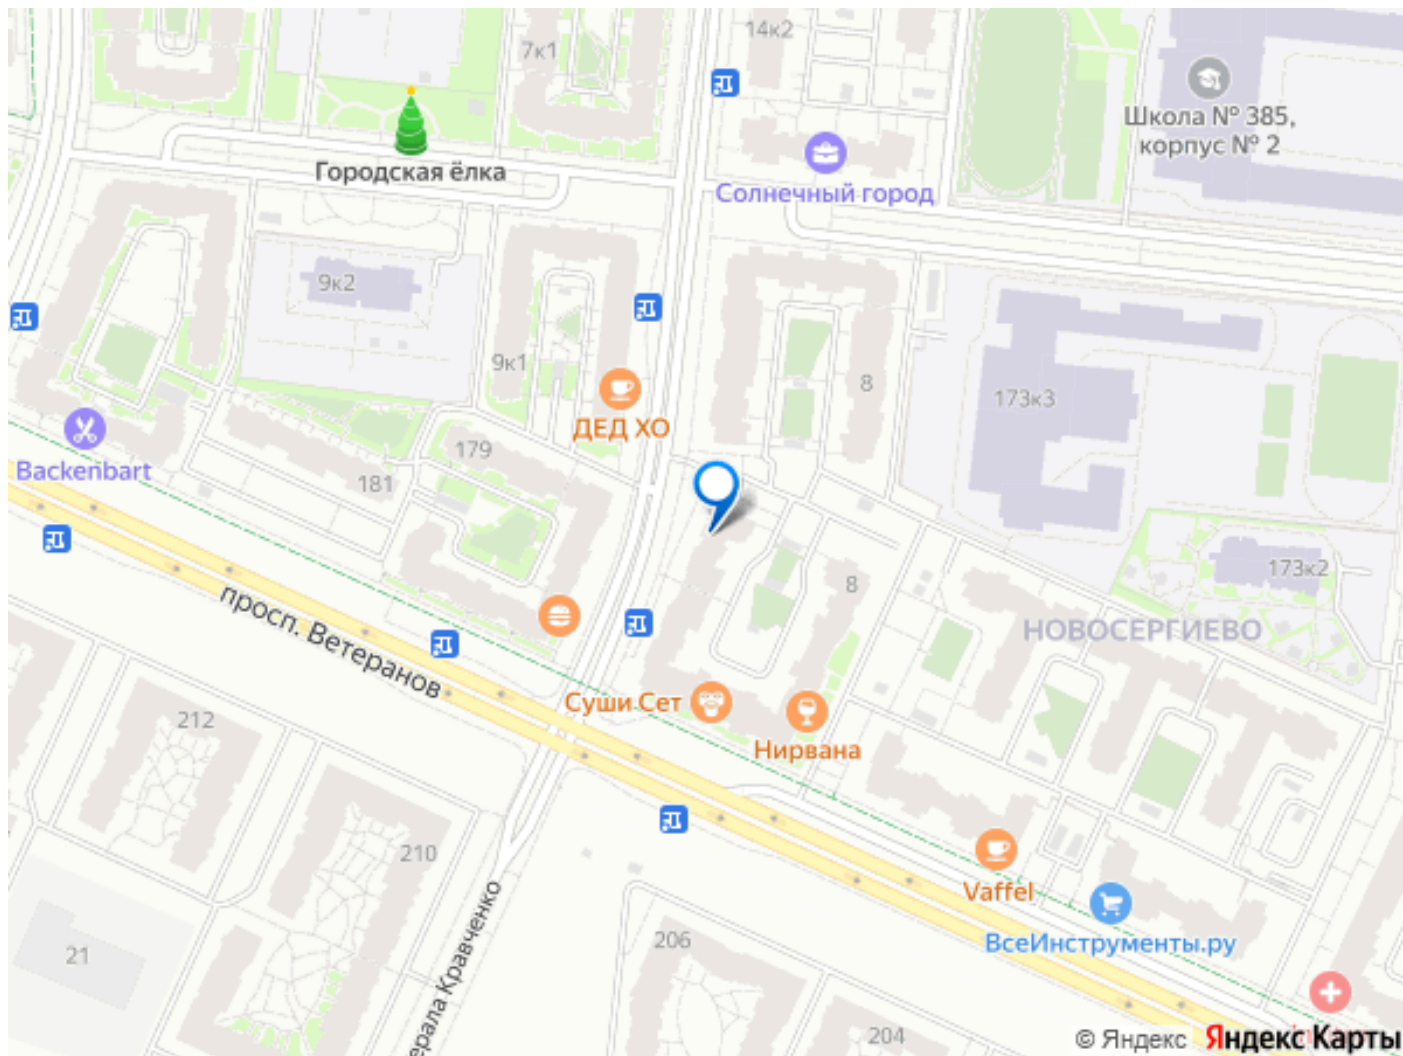 14к2
7к1
Школа № 385,
корпус № 2
Городская ёлка
Солнечный город
9к2
9к1
8
173к3
ДЕД ХО
179
Backenbart
181
173к2
8
просп. Ветеранов
НОВОСЕРГИЕВО
Суши Сет
212
Нирвана
210
Vaffel
ерала Кравченко
206
ВсеИнструменты.ру
21
204
© Яндекс Яндекс Карты